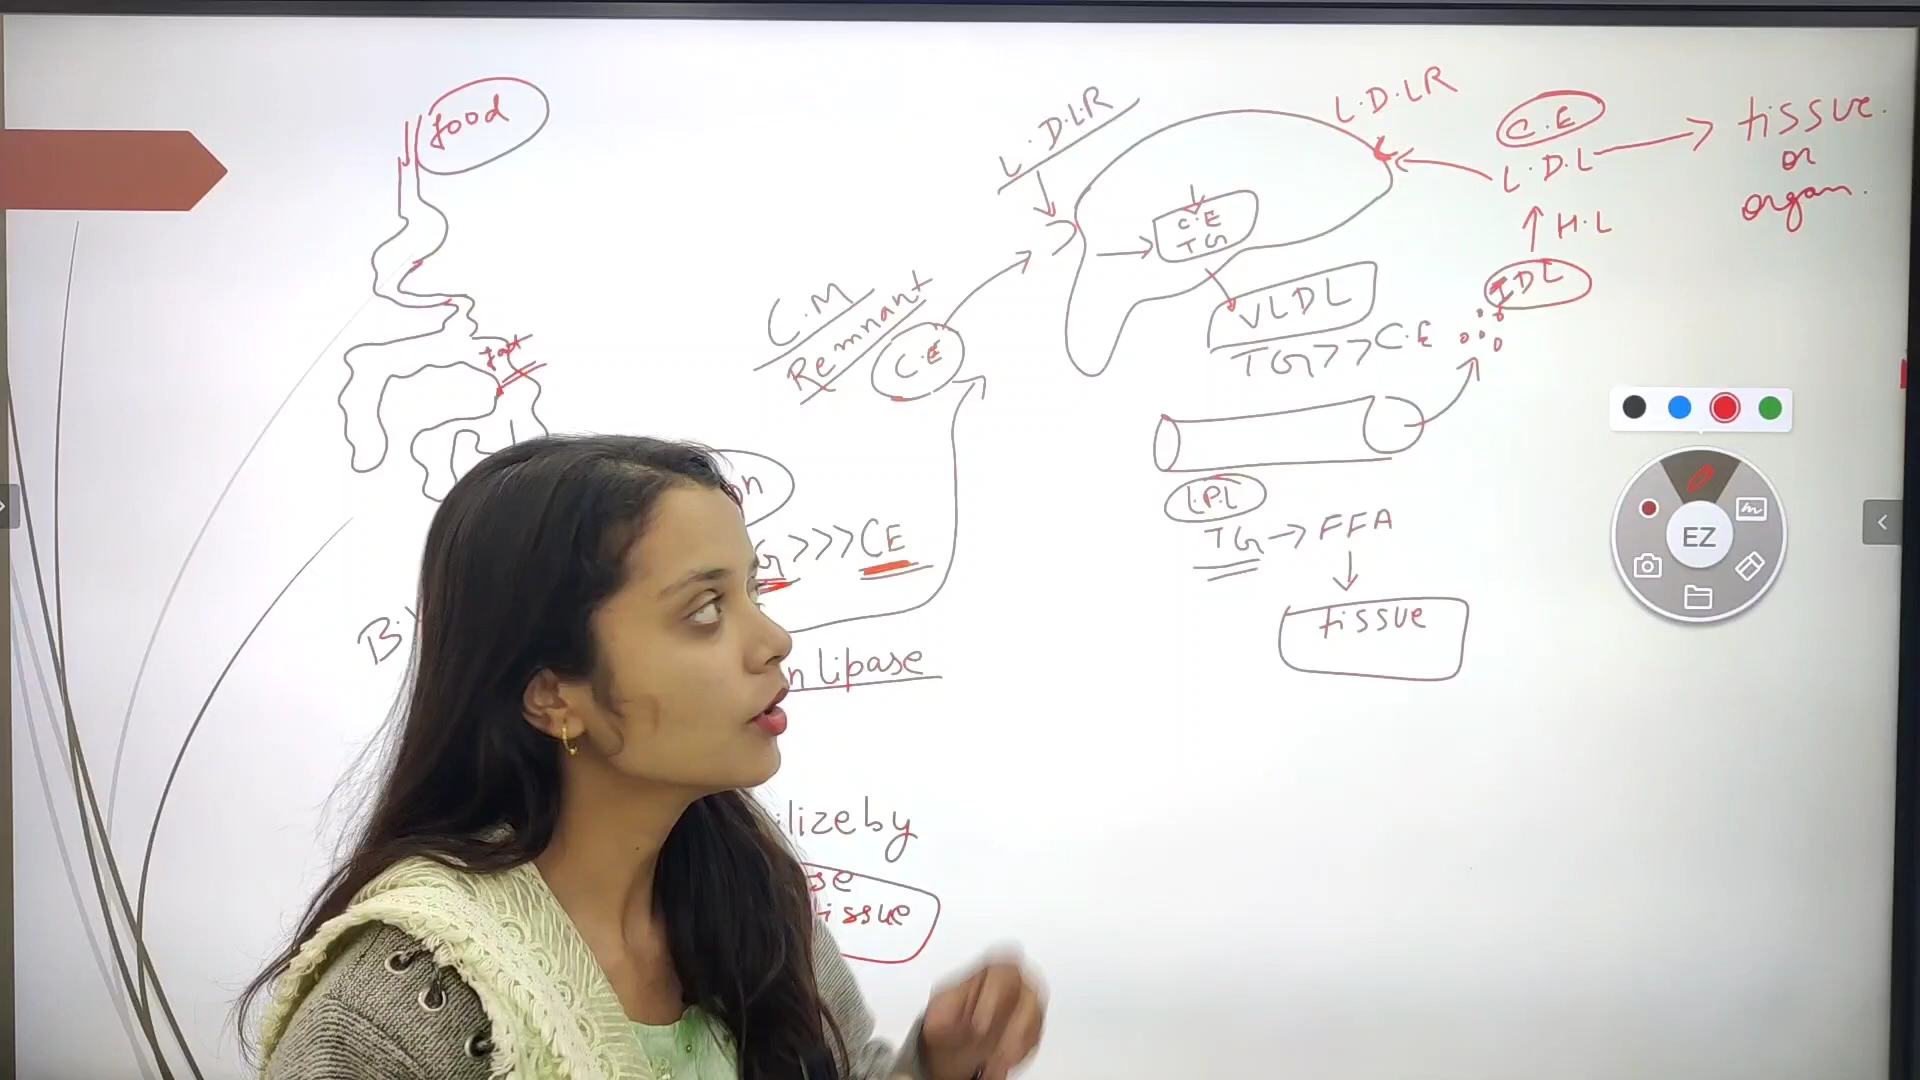 food
fat
CE
lipase
lize by
se
tissue
C.M
Remnant
C.E
L.D.LR
L.D.LR
C.E
TG
VLDL
TG>>C.E
L.P.L
TG→FFA
tissue
C.E
L.D.L → tissue
or
organ.
↑ H.L
IDL
EZ